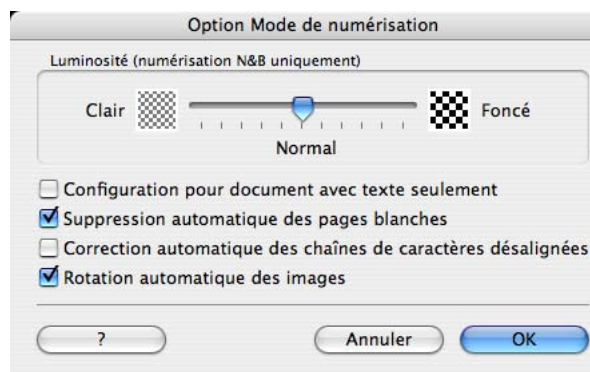 Option Mode de numérisation
Luminosité (numérisation N&B uniquement)
Clair Foncé
Normal
Configuration pour document avec texte seulement
Suppression automatique des pages blanches
Correction automatique des chaînes de caractères désalignées
Rotation automatique des images
? Annuler OK